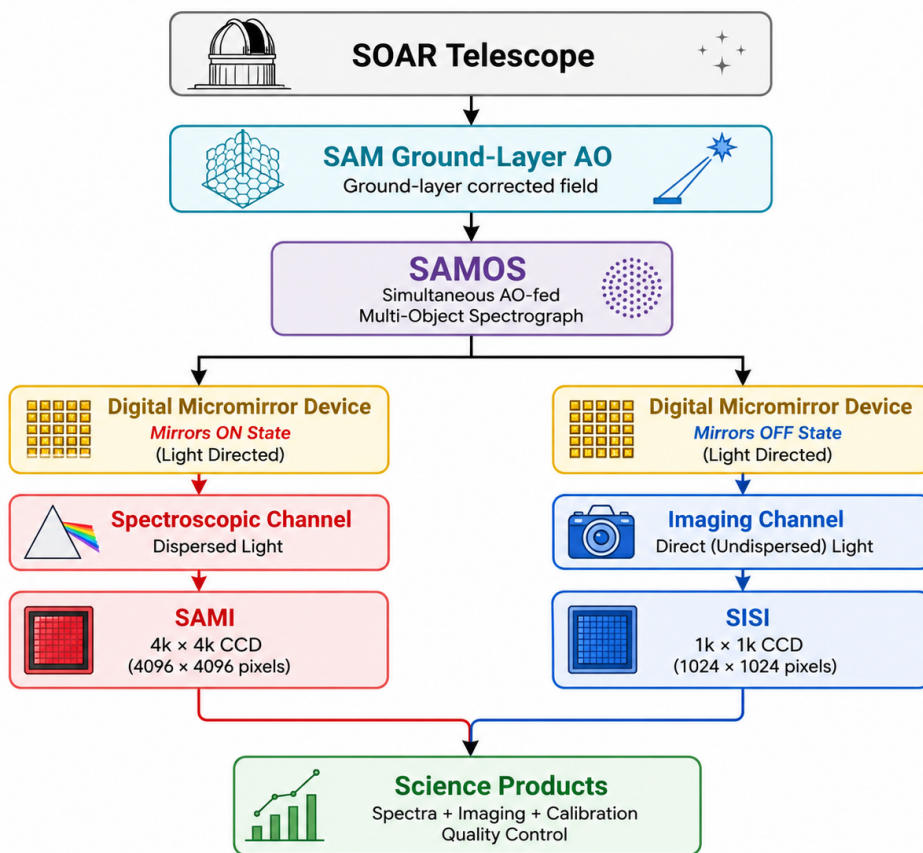 SOAR Telescope
SAM Ground-Layer AO
Ground-layer corrected field
SAMOS
Simultaneous AO-fed
Multi-Object Spectrograph
Digital Micromirror Device
Mirrors ON State
(Light Directed)
Digital Micromirror Device
Mirrors OFF State
(Light Directed)
Spectroscopic Channel
Dispersed Light
Imaging Channel
Direct (Undispersed) Light
SAMI
4k × 4k CCD
(4096 × 4096 pixels)
SISI
1k × 1k CCD
(1024 × 1024 pixels)
Science Products
Spectra + Imaging + Calibration
Quality Control